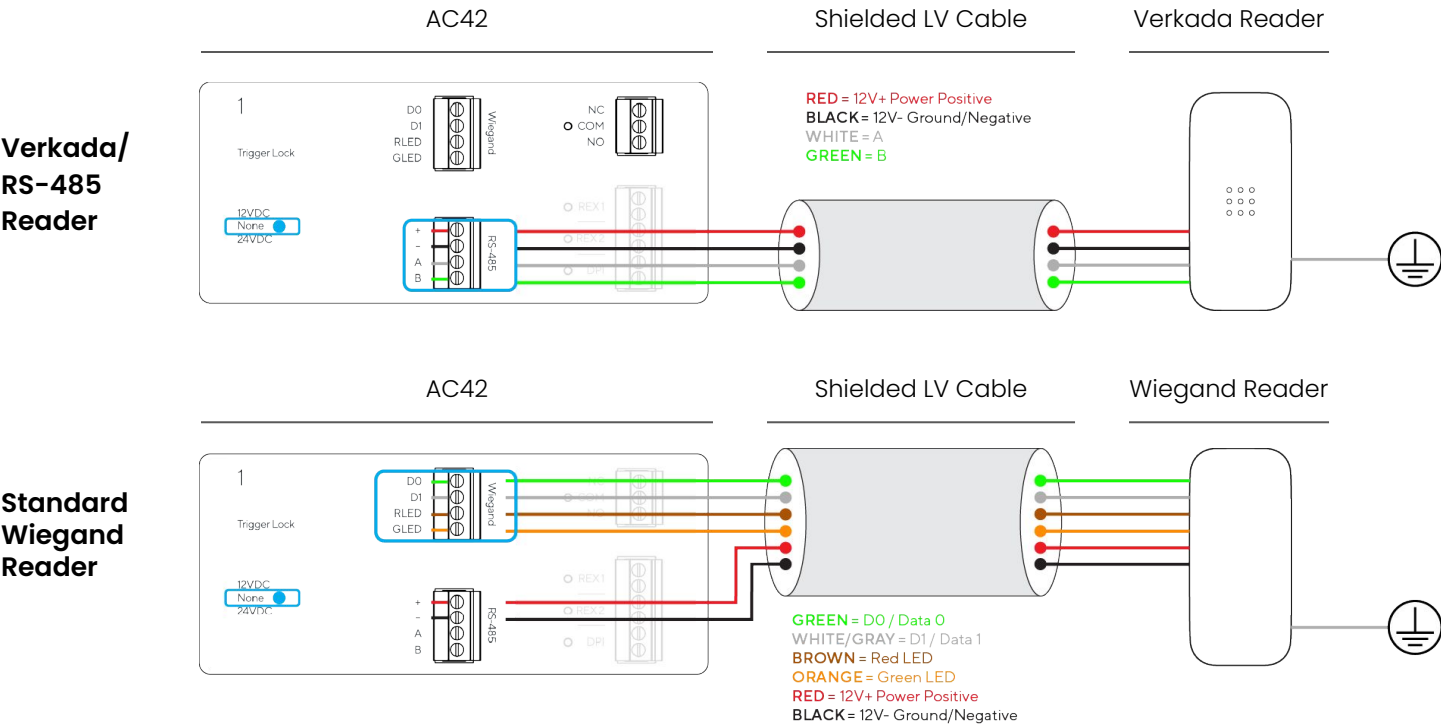 AC42
Shielded LV Cable
Verkada Reader
Verkada/
RS-485
Reader
1
Trigger Lock
12VDC
None
24VDC
D0
D1
RLED
GLED
Wiegand
NC
COM
NO
+
-
A
B
RS-485
REX1
REX2
DPI
RED = 12V+ Power Positive
BLACK = 12V- Ground/Negative
WHITE = A
GREEN = B
AC42
Shielded LV Cable
Wiegand Reader
Standard
Wiegand
Reader
1
Trigger Lock
12VDC
None
24VDC
D0
D1
RLED
GLED
Wiegand
NC
COM
NO
+
-
A
B
RS-485
REX1
REX2
DPI
GREEN = D0 / Data 0
WHITE/GRAY = D1 / Data 1
BROWN = Red LED
ORANGE = Green LED
RED = 12V+ Power Positive
BLACK = 12V- Ground/Negative